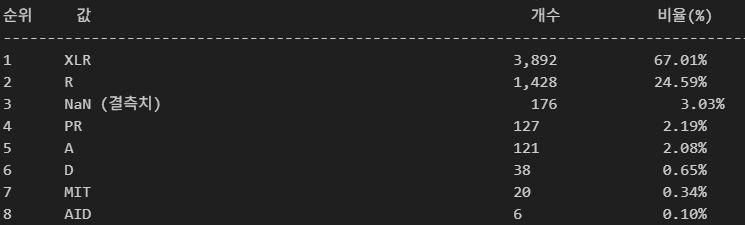 순위 값 개수 비율(%)
--------------------------------------------------------------------------------
1 XLR 3,892 67.01%
2 R 1,428 24.59%
3 NaN (결측치) 176 3.03%
4 PR 127 2.19%
5 A 121 2.08%
6 D 38 0.65%
7 MIT 20 0.34%
8 AID 6 0.10%